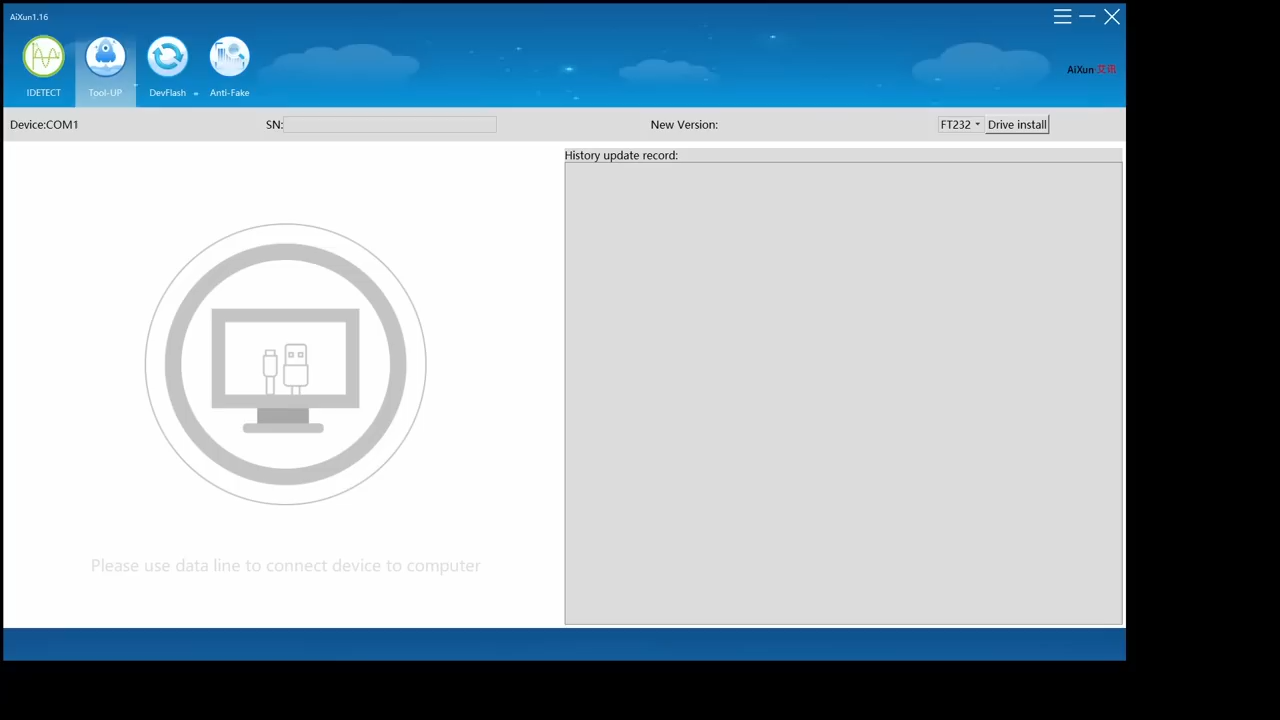 AiXun1.16
IDETECT
Tool-UP
DevFlash
Anti-Fake
AiXun·艾讯
Device:COM1
SN:
New Version:
FT232
Drive install
History update record:
Please use data line to connect device to computer